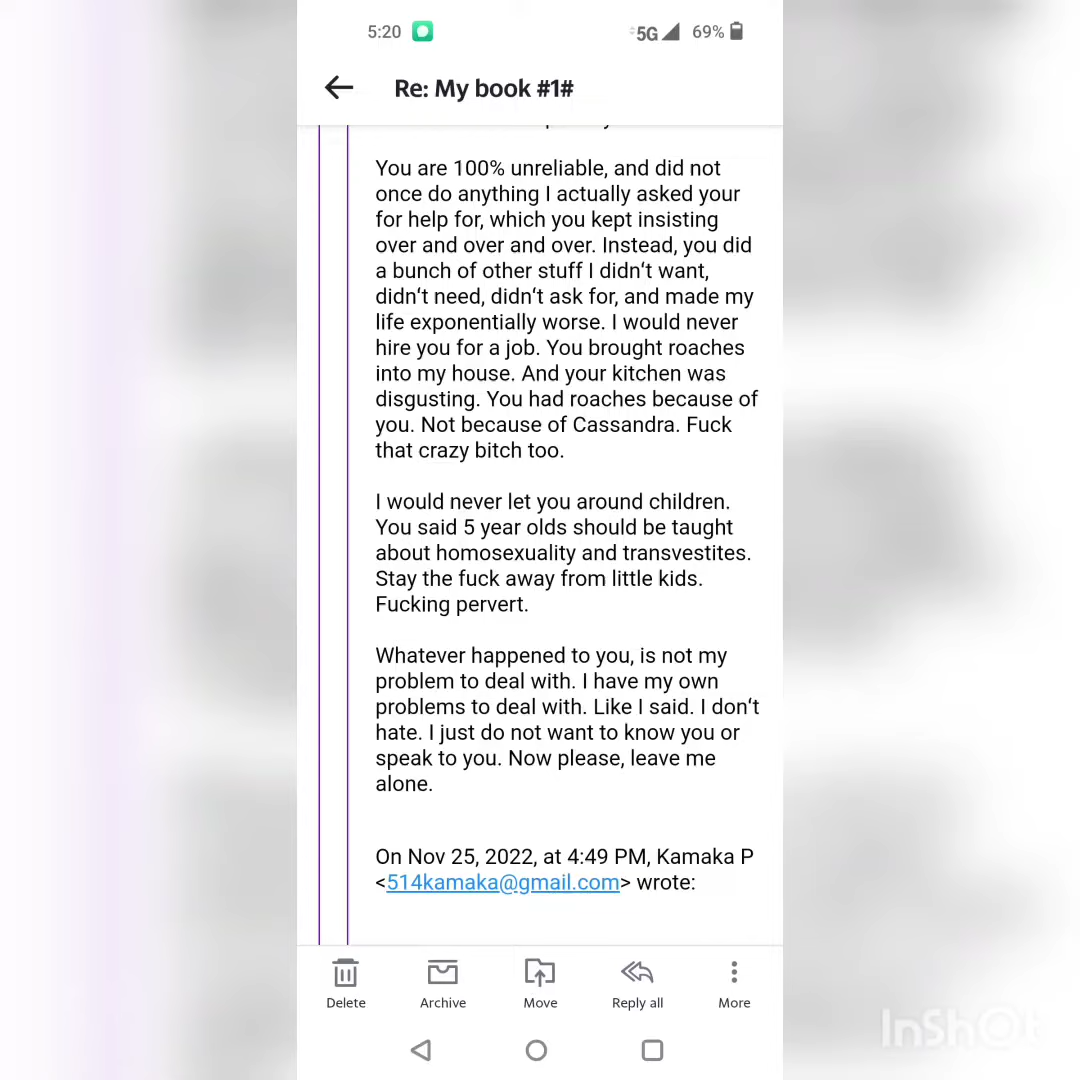 5:20 5G 69%
Re: My book #1#
You are 100% unreliable, and did not
once do anything I actually asked your
for help for, which you kept insisting
over and over and over. Instead, you did
a bunch of other stuff I didn‘t want,
didn‘t need, didn‘t ask for, and made my
life exponentially worse. I would never
hire you for a job. You brought roaches
into my house. And your kitchen was
disgusting. You had roaches because of
you. Not because of Cassandra. Fuck
that crazy bitch too.
I would never let you around children.
You said 5 year olds should be taught
about homosexuality and transvestites.
Stay the fuck away from little kids.
Fucking pervert.
Whatever happened to you, is not my
problem to deal with. I have my own
problems to deal with. Like I said. I don‘t
hate. I just do not want to know you or
speak to you. Now please, leave me
alone.
On Nov 25, 2022, at 4:49 PM, Kamaka P
<514kamaka@gmail.com> wrote:
Delete Archive Move Reply all More
InShOt